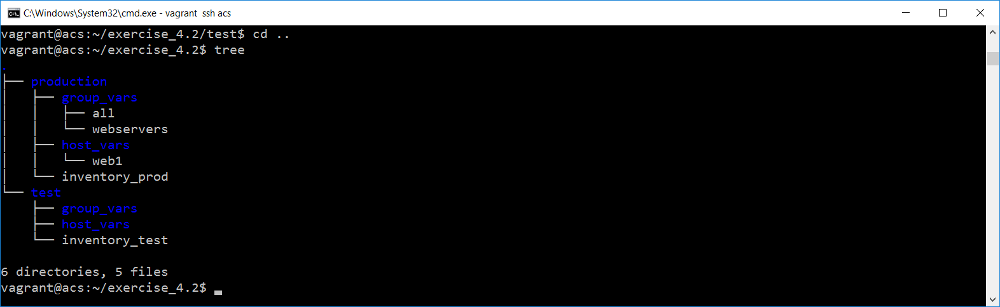 C:\Windows\System32\cmd.exe - vagrant  ssh acs
vagrant@acs:~/exercise_4.2/test$ cd ..
vagrant@acs:~/exercise_4.2$ tree
.
├── production
│   ├── group_vars
│   │   ├── all
│   │   └── webservers
│   ├── host_vars
│   │   └── web1
│   └── inventory_prod
└── test
    ├── group_vars
    ├── host_vars
    └── inventory_test
6 directories, 5 files
vagrant@acs:~/exercise_4.2$